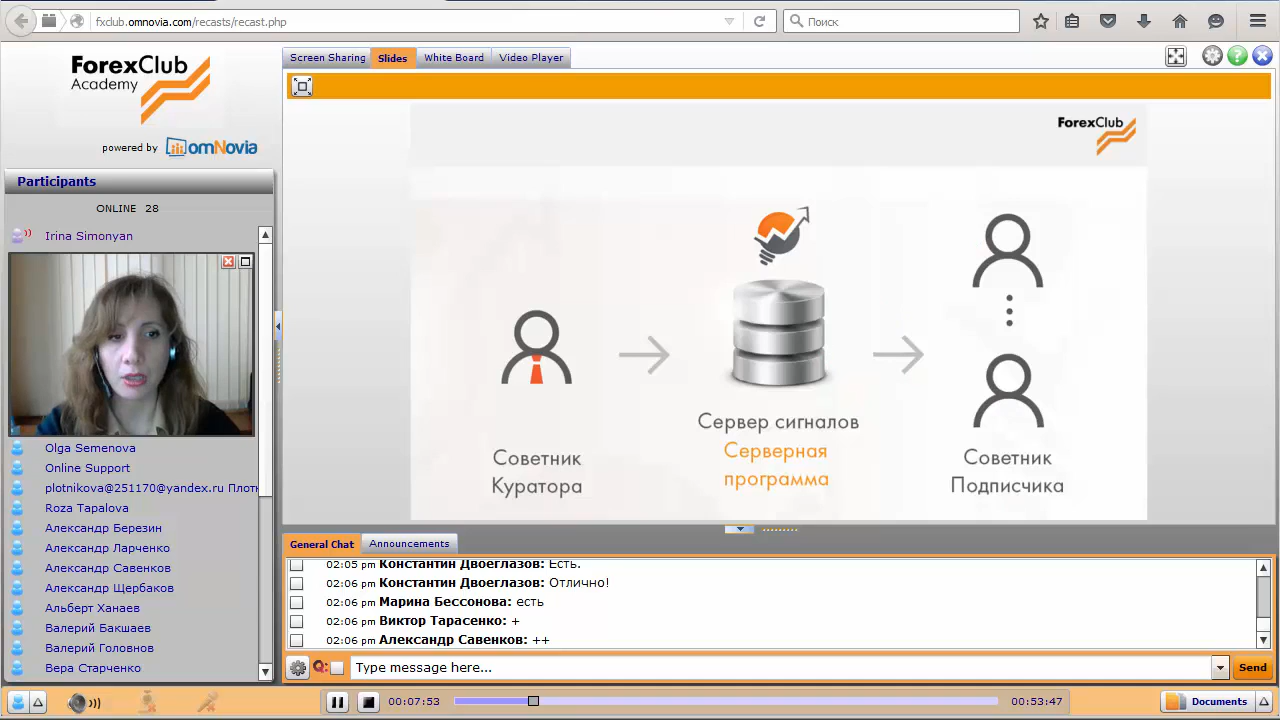 fxclub.omnovia.com/recasts/recast.php
Поиск
ForexClub
Academy
powered by omNovia
Participants
ONLINE 28
Irina Simonyan
Olga Semenova
Online Support
plotnikova@251170@yandex.ru Плотн
Roza Tapalova
Александр Березин
Александр Ларченко
Александр Савенков
Александр Щербаков
Альберт Ханаев
Валерий Бакшаев
Валерий Головнов
Вера Старченко
Screen Sharing
Slides
White Board
Video Player
ForexClub
Советник
Куратора
Сервер сигналов
Серверная
программа
Советник
Подписчика
General Chat
Announcements
02:05 pm Константин Двоеглазов: Есть.
02:06 pm Константин Двоеглазов: Отлично!
02:06 pm Марина Бессонова: есть
02:06 pm Виктор Тарасенко: +
02:06 pm Александр Савенков: ++
Q:
Type message here...
Send
00:07:53
00:53:47
Documents